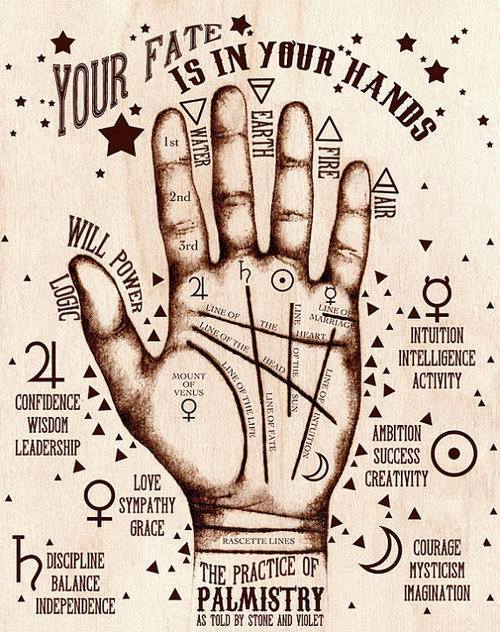 YOUR FATE
IS IN YOUR HANDS
WATER
EARTH
FIRE
AIR
1st
2nd
3rd
WILL POWER
LOGIC
♃
♄
☉
☿
LINE OF THE HEART
LINE OF MARRIAGE
LINE OF THE HEAD
LINE OF THE SUN
LINE OF THE LIFE
LINE OF FATE
LINE OF INTUITION
MOUNT
OF
VENUS
♀
☿
INTUITION
INTELLIGENCE
ACTIVITY
♃
CONFIDENCE
WISDOM
LEADERSHIP
AMBITION
SUCCESS
CREATIVITY
☉
♀
LOVE
SYMPATHY
GRACE
♄
DISCIPLINE
BALANCE
INDEPENDENCE
COURAGE
MYSTICISM
IMAGINATION
RASCETTE LINES
THE PRACTICE OF
PALMISTRY
AS TOLD BY STONE AND VIOLET